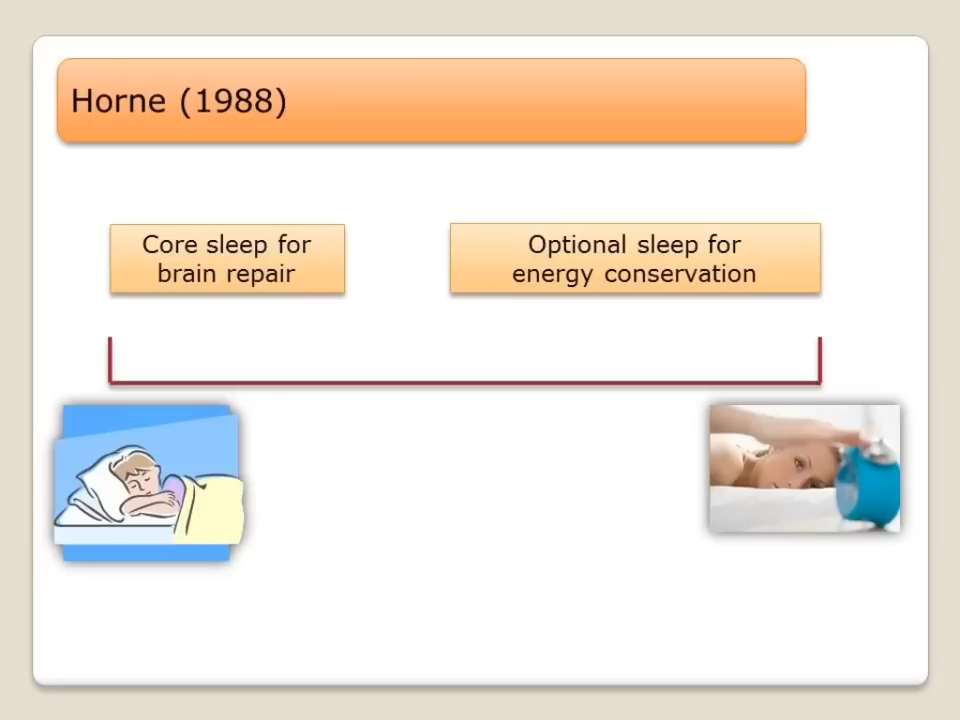 Horne (1988)
Core sleep for
brain repair
Optional sleep for
energy conservation